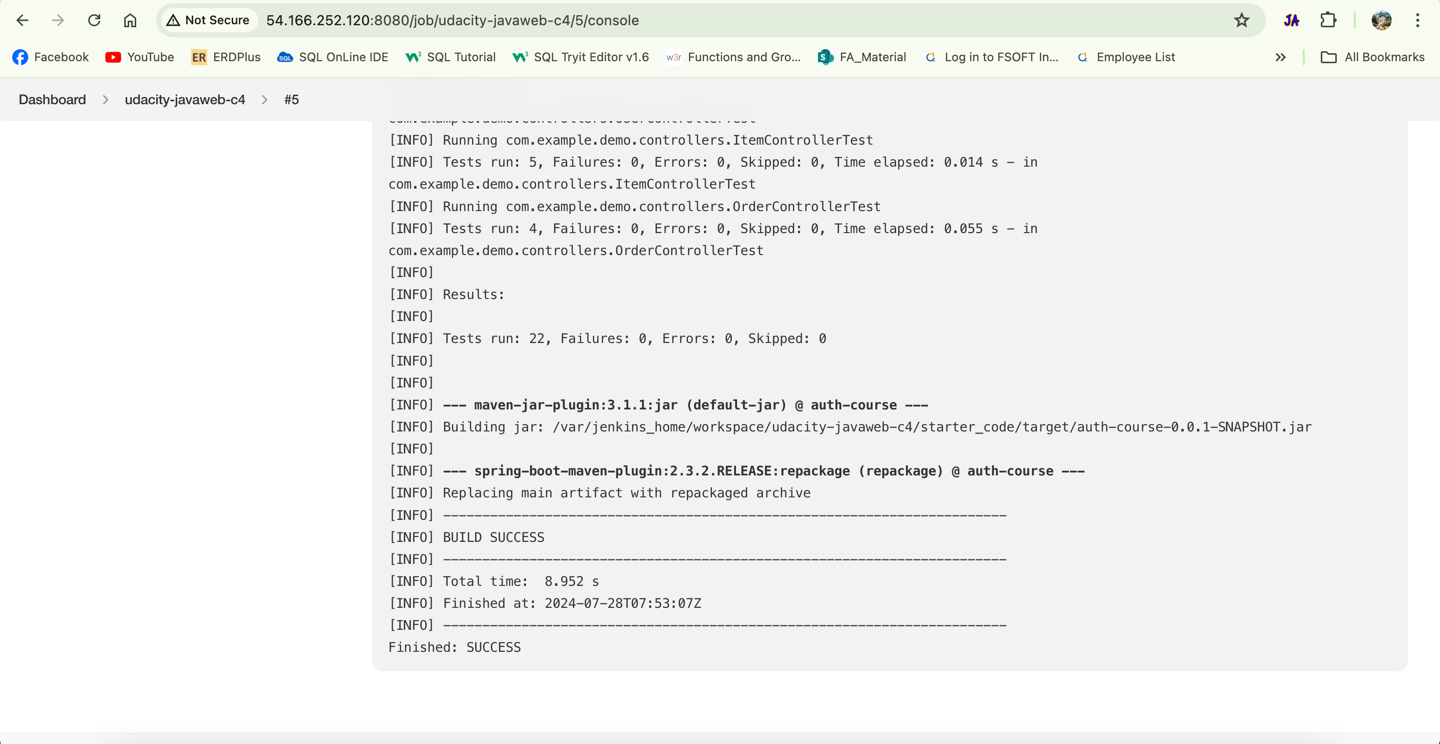 Not Secure 54.166.252.120:8080/job/udacity-javaweb-c4/5/console JA
Facebook YouTube ER ERDPlus SQL SQL OnLine IDE SQL Tutorial SQL Tryit Editor v1.6 w3r Functions and Gro... FA_Material Log in to FSOFT In... Employee List » All Bookmarks
Dashboard > udacity-javaweb-c4 > #5
com.example.demo.controllers.UserControllerTest
[INFO] Running com.example.demo.controllers.ItemControllerTest
[INFO] Tests run: 5, Failures: 0, Errors: 0, Skipped: 0, Time elapsed: 0.014 s - in
com.example.demo.controllers.ItemControllerTest
[INFO] Running com.example.demo.controllers.OrderControllerTest
[INFO] Tests run: 4, Failures: 0, Errors: 0, Skipped: 0, Time elapsed: 0.055 s - in
com.example.demo.controllers.OrderControllerTest
[INFO]
[INFO] Results:
[INFO]
[INFO] Tests run: 22, Failures: 0, Errors: 0, Skipped: 0
[INFO]
[INFO]
[INFO] --- maven-jar-plugin:3.1.1:jar (default-jar) @ auth-course ---
[INFO] Building jar: /var/jenkins_home/workspace/udacity-javaweb-c4/starter_code/target/auth-course-0.0.1-SNAPSHOT.jar
[INFO]
[INFO] --- spring-boot-maven-plugin:2.3.2.RELEASE:repackage (repackage) @ auth-course ---
[INFO] Replacing main artifact with repackaged archive
[INFO] ------------------------------------------------------------------------
[INFO] BUILD SUCCESS
[INFO] ------------------------------------------------------------------------
[INFO] Total time:  8.952 s
[INFO] Finished at: 2024-07-28T07:53:07Z
[INFO] ------------------------------------------------------------------------
Finished: SUCCESS